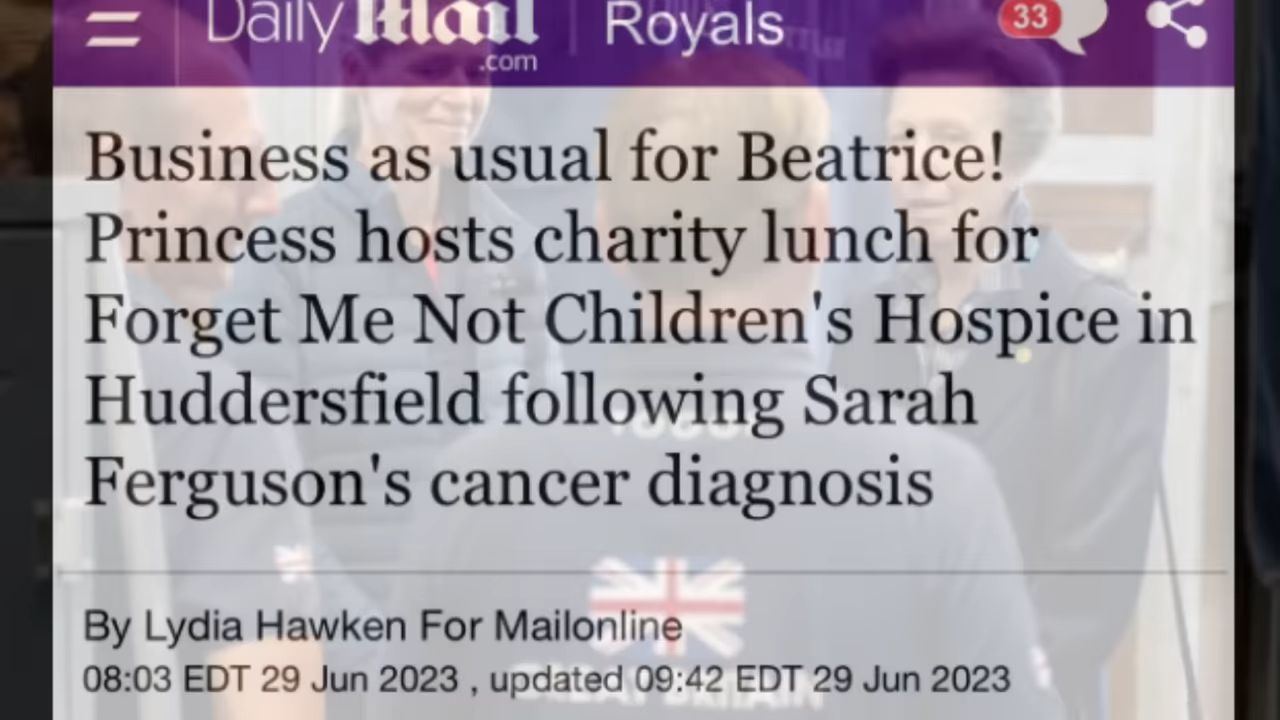 Daily Mail Royals 33
.com
Business as usual for Beatrice!
Princess hosts charity lunch for
Forget Me Not Children's Hospice in
Huddersfield following Sarah
Ferguson's cancer diagnosis
By Lydia Hawken For Mailonline
08:03 EDT 29 Jun 2023 , updated 09:42 EDT 29 Jun 2023
GREAT BRITAIN